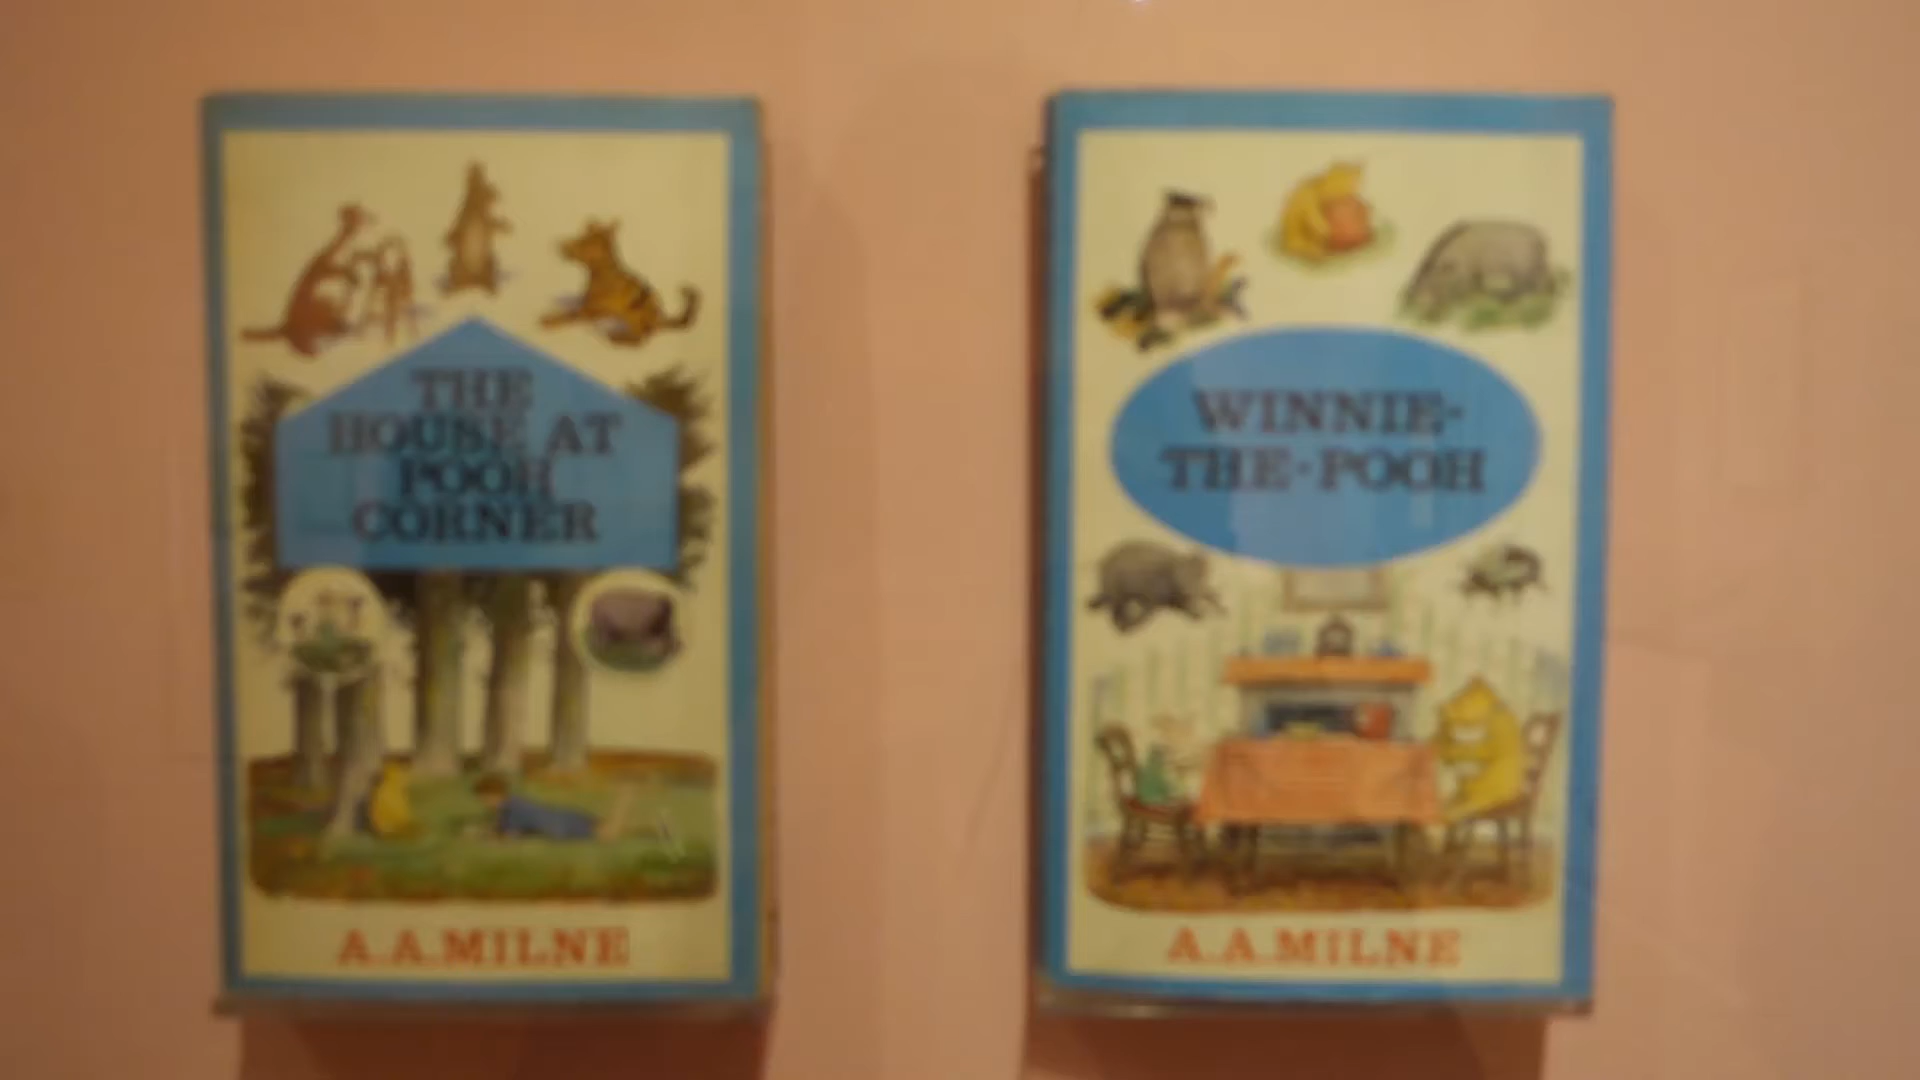 THE
HOUSE AT
POOH
CORNER
A.A.MILNE
WINNIE-
THE·POOH
A.A.MILNE